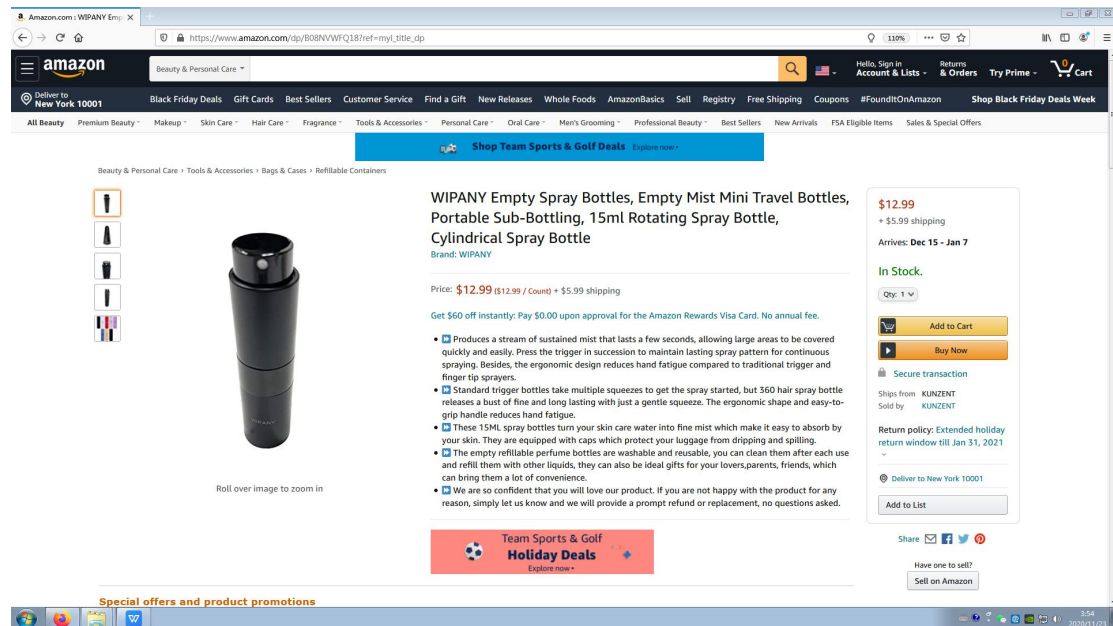 Amazon.com : WIPANY Emp
https://www.amazon.com/dp/B08NVWFQ18?ref=myl_title_dp
110%
amazon
Beauty & Personal Care
Hello, Sign in
Account & Lists
Returns
& Orders
Try Prime
0
Cart
Deliver to
New York 10001
Black Friday Deals Gift Cards Best Sellers Customer Service Find a Gift New Releases Whole Foods AmazonBasics Sell Registry Free Shipping Coupons #FoundItOnAmazon
Shop Black Friday Deals Week
All Beauty Premium Beauty Makeup Skin Care Hair Care Fragrance Tools & Accessories Personal Care Oral Care Men's Grooming Professional Beauty Best Sellers New Arrivals FSA Eligible Items Sales & Special Offers
Shop Team Sports & Golf Deals Explore now
Beauty & Personal Care › Tools & Accessories › Bags & Cases › Refillable Containers
WIPANY
Roll over image to zoom in
WIPANY Empty Spray Bottles, Empty Mist Mini Travel Bottles,
Portable Sub-Bottling, 15ml Rotating Spray Bottle,
Cylindrical Spray Bottle
Brand: WIPANY
Price: $12.99 ($12.99 / Count) + $5.99 shipping
Get $60 off instantly: Pay $0.00 upon approval for the Amazon Rewards Visa Card. No annual fee.
• Produces a stream of sustained mist that lasts a few seconds, allowing large areas to be covered
quickly and easily. Press the trigger in succession to maintain lasting spray pattern for continuous
spraying. Besides, the ergonomic design reduces hand fatigue compared to traditional trigger and
finger tip sprayers.
• Standard trigger bottles take multiple squeezes to get the spray started, but 360 hair spray bottle
releases a bust of fine and long lasting with just a gentle squeeze. The ergonomic shape and easy-to-
grip handle reduces hand fatigue.
• These 15ML spray bottles turn your skin care water into fine mist which make it easy to absorb by
your skin. They are equipped with caps which protect your luggage from dripping and spilling.
• The empty refillable perfume bottles are washable and reusable, you can clean them after each use
and refill them with other liquids, they can also be ideal gifts for your lovers,parents, friends, which
can bring them a lot of convenience.
• We are so confident that you will love our product. If you are not happy with the product for any
reason, simply let us know and we will provide a prompt refund or replacement, no questions asked.
Team Sports & Golf
Holiday Deals
Explore now
$12.99
+ $5.99 shipping
Arrives: Dec 15 - Jan 7
In Stock.
Qty: 1
Add to Cart
Buy Now
Secure transaction
Ships from KUNZENT
Sold by KUNZENT
Return policy: Extended holiday
return window till Jan 31, 2021
Deliver to New York 10001
Add to List
Share
Have one to sell?
Sell on Amazon
Special offers and product promotions
3:54
2020/11/23